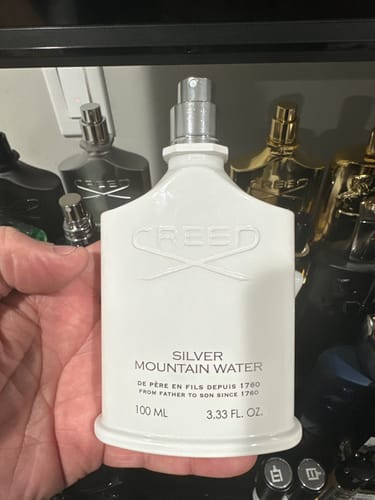 CREED
SILVER
MOUNTAIN WATER
DE PÈRE EN FILS DEPUIS 1760
FROM FATHER TO SON SINCE 1760
100 ML 3.33 FL. OZ.
CREED